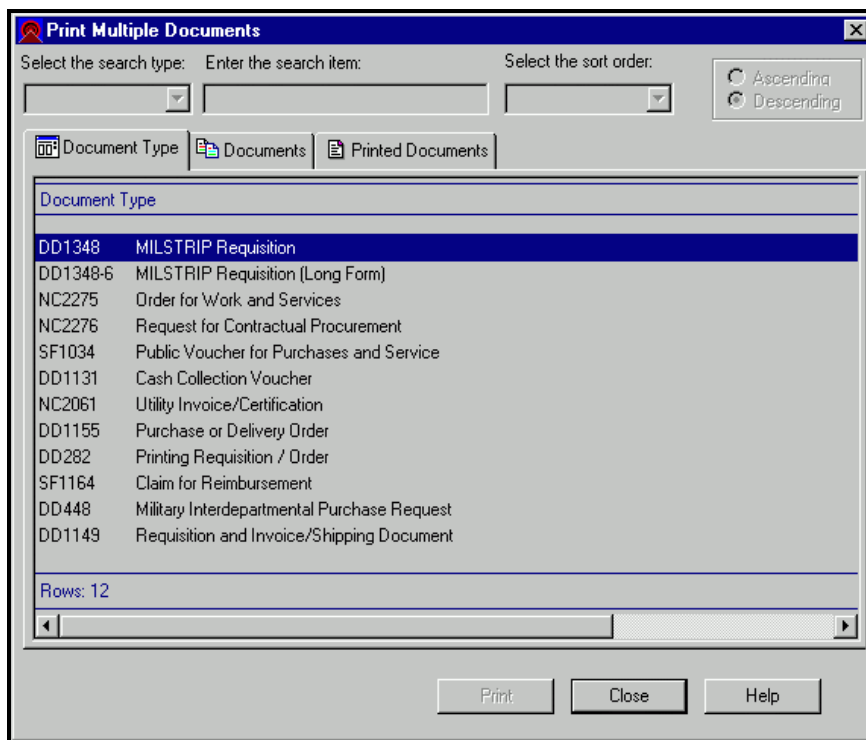 Print Multiple Documents
Select the search type: Enter the search item: Select the sort order:
Ascending
Descending
Document Type Documents Printed Documents
Document Type
DD1348 MILSTRIP Requisition
DD1348-6 MILSTRIP Requisition (Long Form)
NC2275 Order for Work and Services
NC2276 Request for Contractual Procurement
SF1034 Public Voucher for Purchases and Service
DD1131 Cash Collection Voucher
NC2061 Utility Invoice/Certification
DD1155 Purchase or Delivery Order
DD282 Printing Requisition / Order
SF1164 Claim for Reimbursement
DD448 Military Interdepartmental Purchase Request
DD1149 Requisition and Invoice/Shipping Document
Rows: 12
Print Close Help